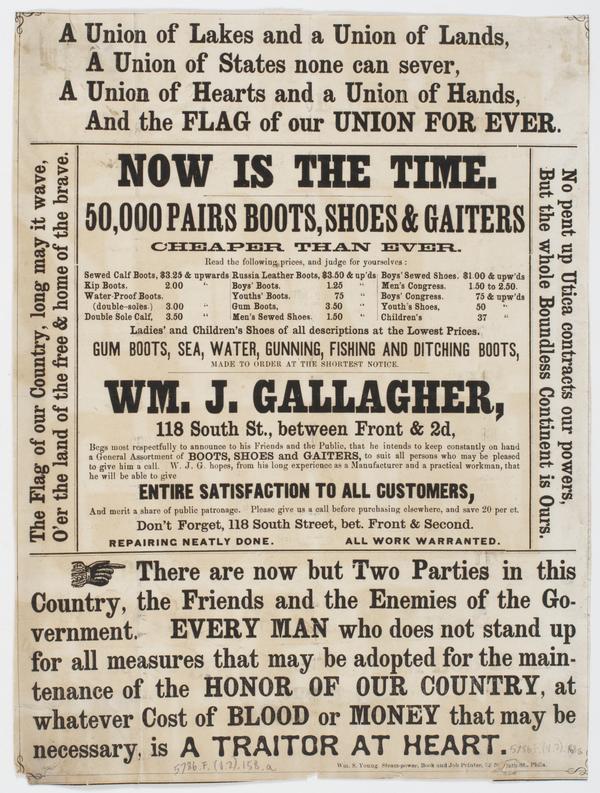 A Union of Lakes and a Union of Lands,
A Union of States none can sever,
A Union of Hearts and a Union of Hands,
And the FLAG of our UNION FOR EVER.
The Flag of our Country, long may it wave,
O'er the land of the free & home of the brave.
NOW IS THE TIME.
50,000 PAIRS BOOTS, SHOES & GAITERS
CHEAPER THAN EVER.
Read the following prices, and judge for yourselves:
Sewed Calf Boots, $3.25 & upwards Russia Leather Boots, $3.50 & up'ds Boys' Sewed Shoes. $1.00 & upw'ds
Kip Boots. 2.00 " Boys' Boots. 1.25 " Men's Congress. 1.50 to 2.50.
Water-Proof Boots. Youths' Boots. 75 " Boys' Congress. 75 & upw'ds
(double-soles.) 3.00 " Gum Boots, 3.50 " Youth's Shoes, 50 "
Double Sole Calf, 3.50 " Men's Sewed Shoes. 1.50 " Children's 37 "
Ladies' and Children's Shoes of all descriptions at the Lowest Prices.
GUM BOOTS, SEA, WATER, GUNNING, FISHING AND DITCHING BOOTS,
MADE TO ORDER AT THE SHORTEST NOTICE.
WM. J. GALLAGHER,
118 South St., between Front & 2d,
Begs most respectfully to announce to his Friends and the Public, that he intends to keep constantly on hand
a General Assortment of BOOTS, SHOES and GAITERS, to suit all persons who may be pleased
to give him a call. W. J. G. hopes, from his long experience as a Manufacturer and a practical workman, that
he will be able to give
ENTIRE SATISFACTION TO ALL CUSTOMERS,
And merit a share of public patronage. Please give us a call before purchasing elsewhere, and save 20 per ct.
Don't Forget, 118 South Street, bet. Front & Second.
REPAIRING NEATLY DONE. ALL WORK WARRANTED.
No pent up Utica contracts our powers,
But the whole Boundless Continent is Ours.
There are now but Two Parties in this
Country, the Friends and the Enemies of the Go-
vernment. EVERY MAN who does not stand up
for all measures that may be adopted for the main-
tenance of the HONOR OF OUR COUNTRY, at
whatever Cost of BLOOD or MONEY that may be
necessary, is A TRAITOR AT HEART.
Wm. S. Young, Steam-power, Book and Job Printer, St., Phila.
5786.F.(v.2).158.a